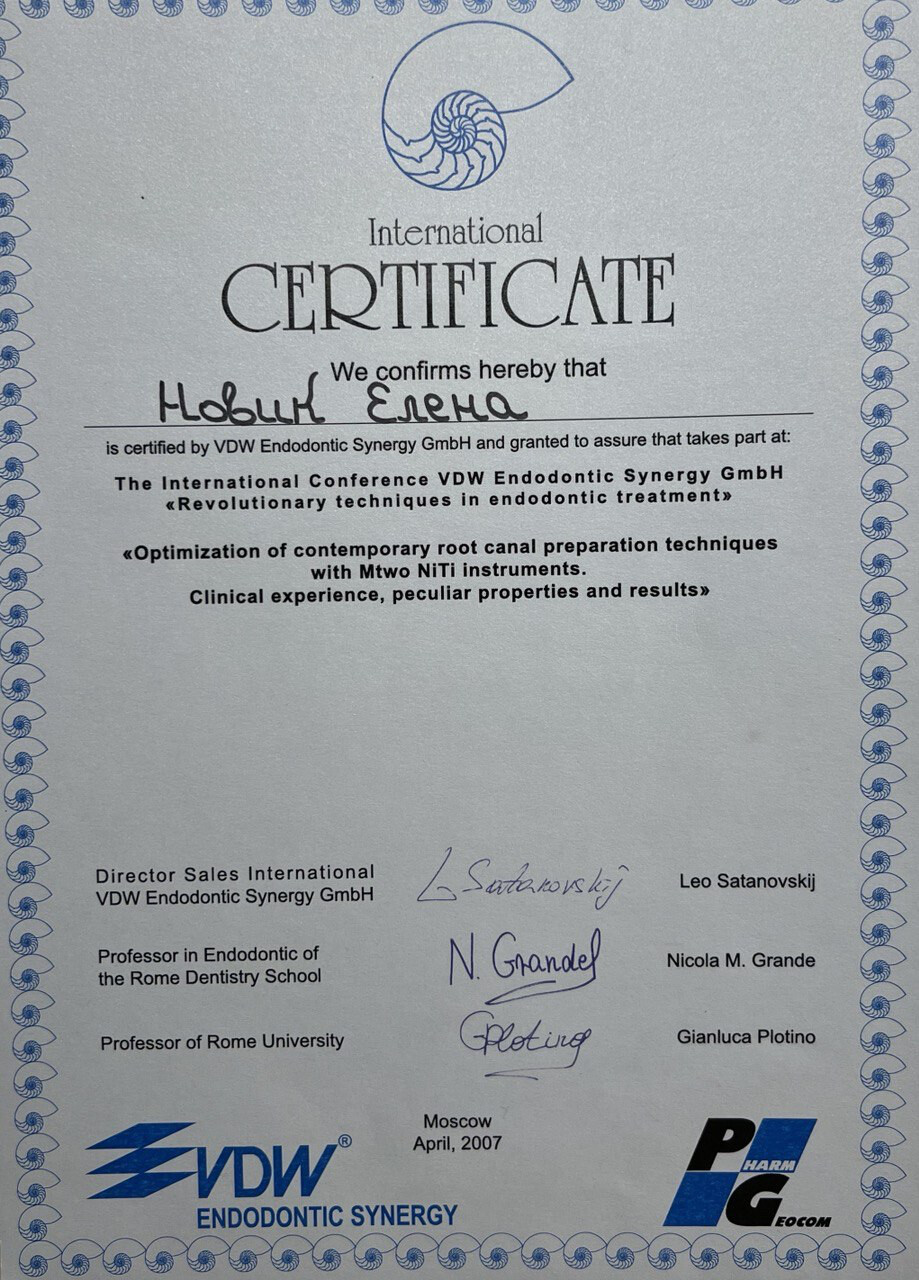 International
CERTIFICATE
We confirms hereby that
Новик Елена
is certified by VDW Endodontic Synergy GmbH and granted to assure that takes part at:
The International Conference VDW Endodontic Synergy GmbH
«Revolutionary techniques in endodontic treatment»
«Optimization of contemporary root canal preparation techniques
with Mtwo NiTi instruments.
Clinical experience, peculiar properties and results»
Director Sales International
VDW Endodontic Synergy GmbH
L Satanovskij
Leo Satanovskij
Professor in Endodontic of
the Rome Dentistry School
N. Grande
Nicola M. Grande
Professor of Rome University
GPlotino
Gianluca Plotino
Moscow
April, 2007
VDW®
ENDODONTIC SYNERGY
PHARM
GEOCOM